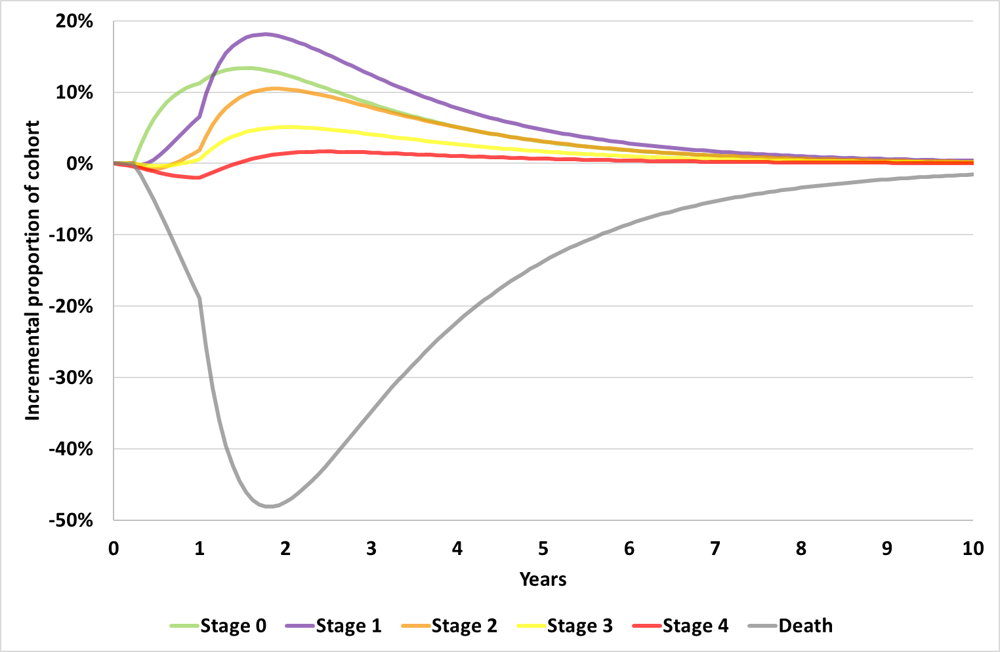 20%
10%
0%
-10%
-20%
-30%
-40%
-50%
Incremental proportion of cohort
0 1 2 3 4 5 6 7 8 9 10
Years
Stage 0 Stage 1 Stage 2 Stage 3 Stage 4 Death